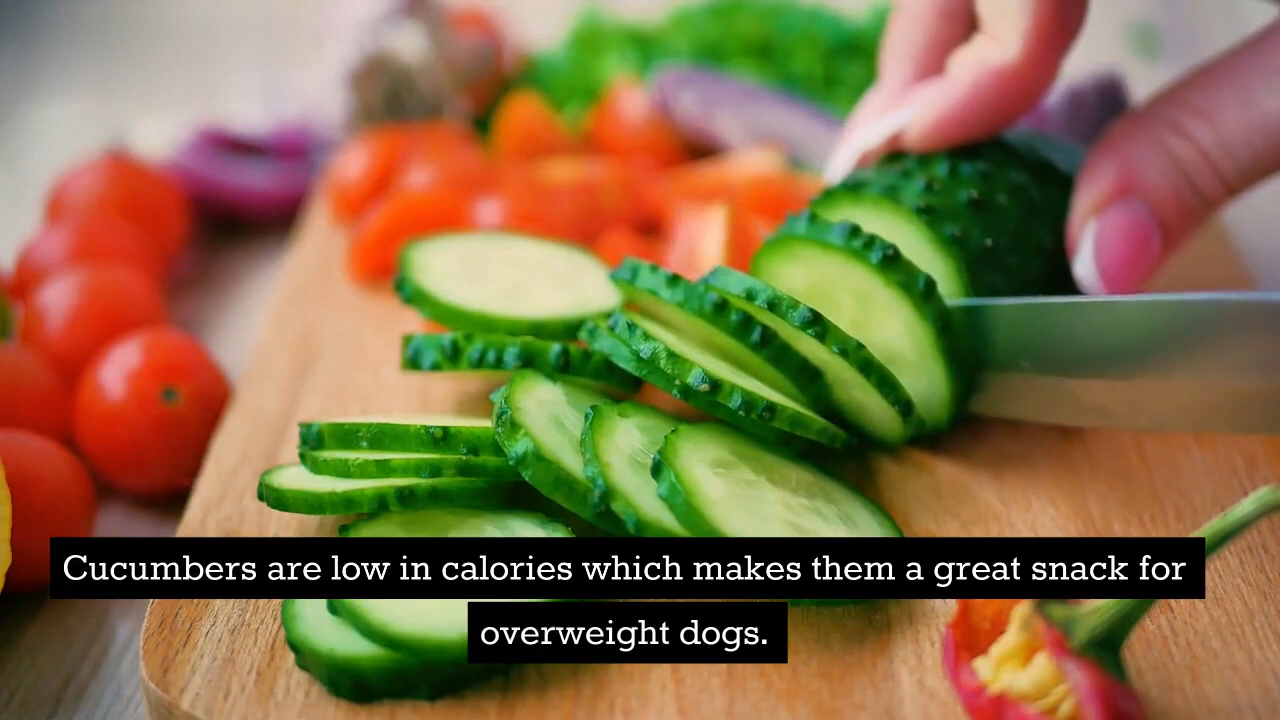 Cucumbers are low in calories which makes them a great snack for
overweight dogs.